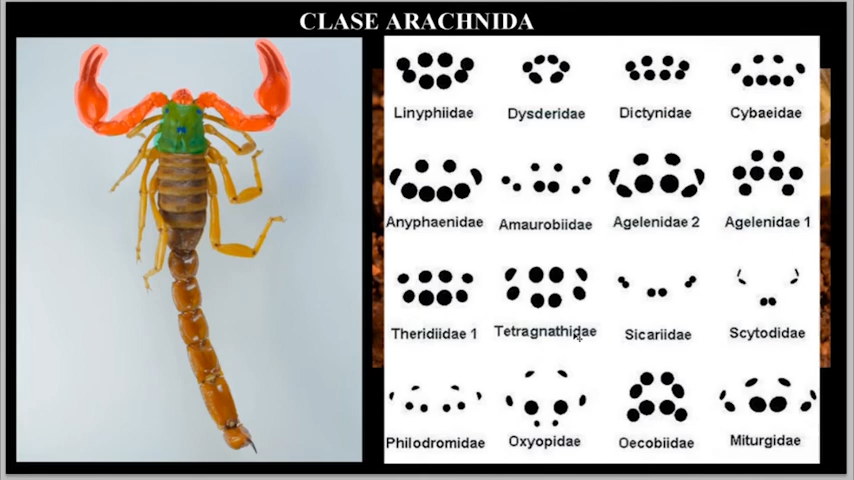 CLASE ARACHNIDA
Linyphiidae Dysderidae Dictynidae Cybaeidae
Anyphaenidae Amaurobiidae Agelenidae 2 Agelenidae 1
Theridiidae 1 Tetragnathidae Sicariidae Scytodidae
Philodromidae Oxyopidae Oecobiidae Miturgidae